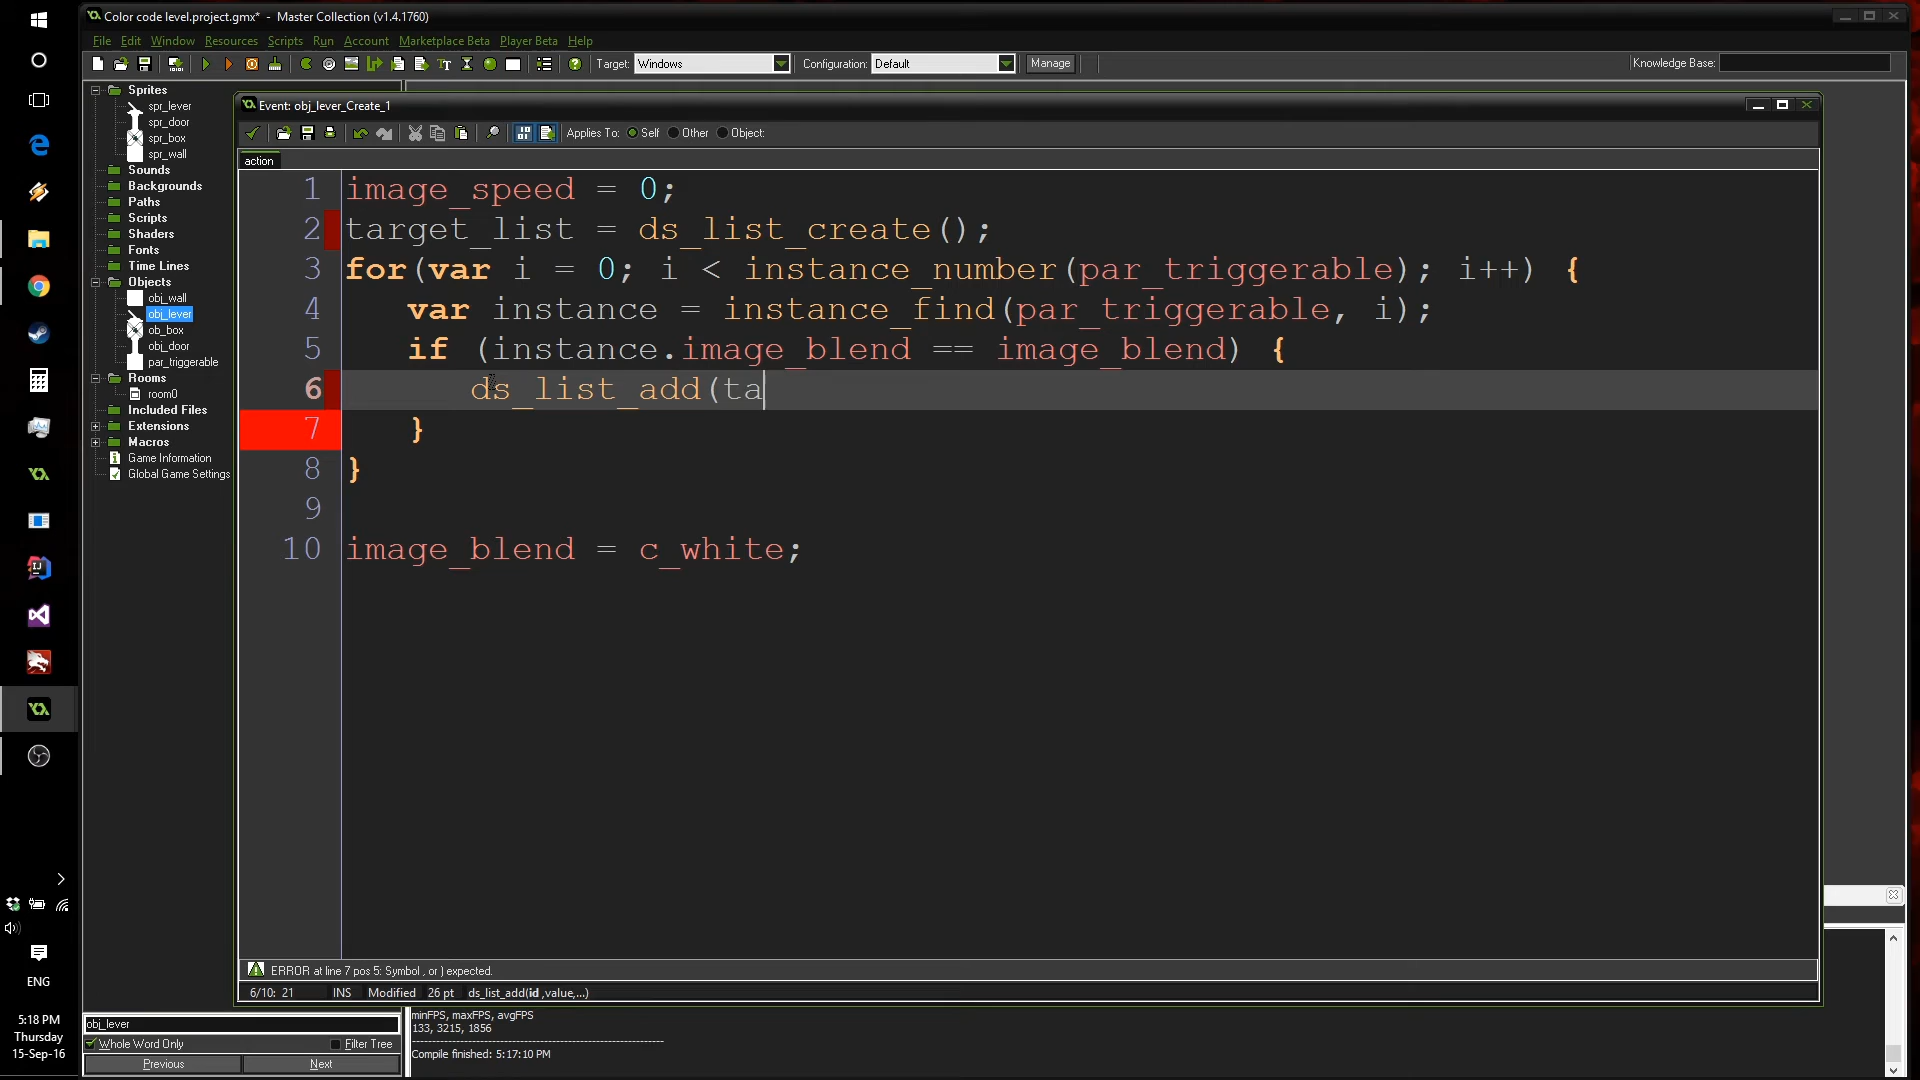 Color code level.project.gmx* - Master Collection (v1.4.1760)
File Edit Window Resources Scripts Run Account Marketplace Beta Player Beta Help
Target: Windows Configuration: Default Manage Knowledge Base:
Sprites
spr_lever
spr_door
spr_box
spr_wall
Sounds
Backgrounds
Paths
Scripts
Shaders
Fonts
Time Lines
Objects
obj_wall
obj_lever
ob_box
obj_door
par_triggerable
Rooms
room0
Included Files
Extensions
Macros
Game Information
Global Game Settings
Event: obj_lever_Create_1
Applies To: Self Other Object:
action
1 image_speed = 0;
2 target_list = ds_list_create();
3 for(var i = 0; i < instance_number(par_triggerable); i++) {
4 var instance = instance_find(par_triggerable, i);
5 if (instance.image_blend == image_blend) {
6 ds_list_add(ta
7 }
8 }
9
10 image_blend = c_white;
ERROR at line 7 pos 5: Symbol , or ) expected.
6/10: 21 INS Modified 26 pt ds_list_add(id ,value,...)
obj_lever
Whole Word Only Filter Tree
Previous Next
minFPS, maxFPS, avgFPS
133, 3215, 1856
Compile finished: 5:17:10 PM
ENG
5:18 PM
Thursday
15-Sep-16